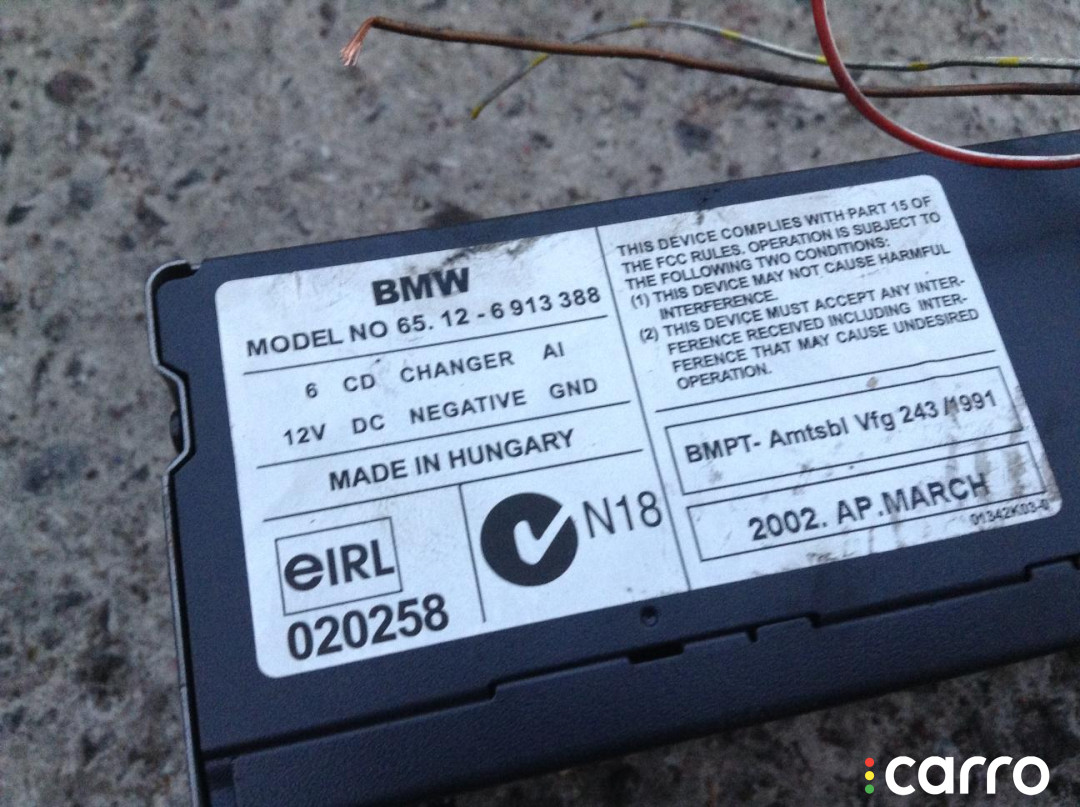 BMW
MODEL NO 65. 12 - 6 913 388
6 CD CHANGER AI
12V DC NEGATIVE GND
MADE IN HUNGARY
eIRL
020258
N18
THIS DEVICE COMPLIES WITH PART 15 OF
THE FCC RULES. OPERATION IS SUBJECT TO
THE FOLLOWING TWO CONDITIONS:
(1) THIS DEVICE MAY NOT CAUSE HARMFUL
INTERFERENCE.
(2) THIS DEVICE MUST ACCEPT ANY INTER-
FERENCE RECEIVED INCLUDING INTER-
FERENCE THAT MAY CAUSE UNDESIRED
OPERATION.
BMPT- Amtsbl Vfg 243 /1991
2002. AP.MARCH
01342K03-0
carro